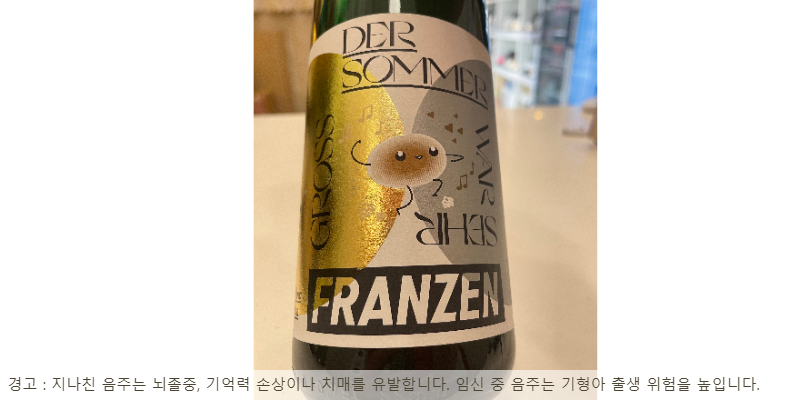 DER
SOMMER
WAR
SEHR
GROSS
FRANZEN
경고 : 지나친 음주는 뇌졸중, 기억력 손상이나 치매를 유발합니다. 임신 중 음주는 기형아 출생 위험을 높입니다.